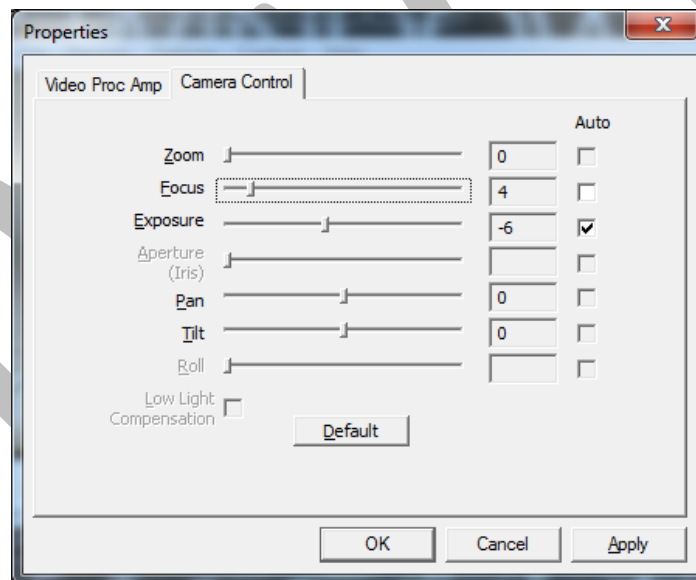 Properties
Video Proc Amp Camera Control
Auto
Zoom 0
Focus 4
Exposure -6
Aperture
(Iris)
Pan 0
Tilt 0
Roll
Low Light
Compensation
Default
OK Cancel Apply